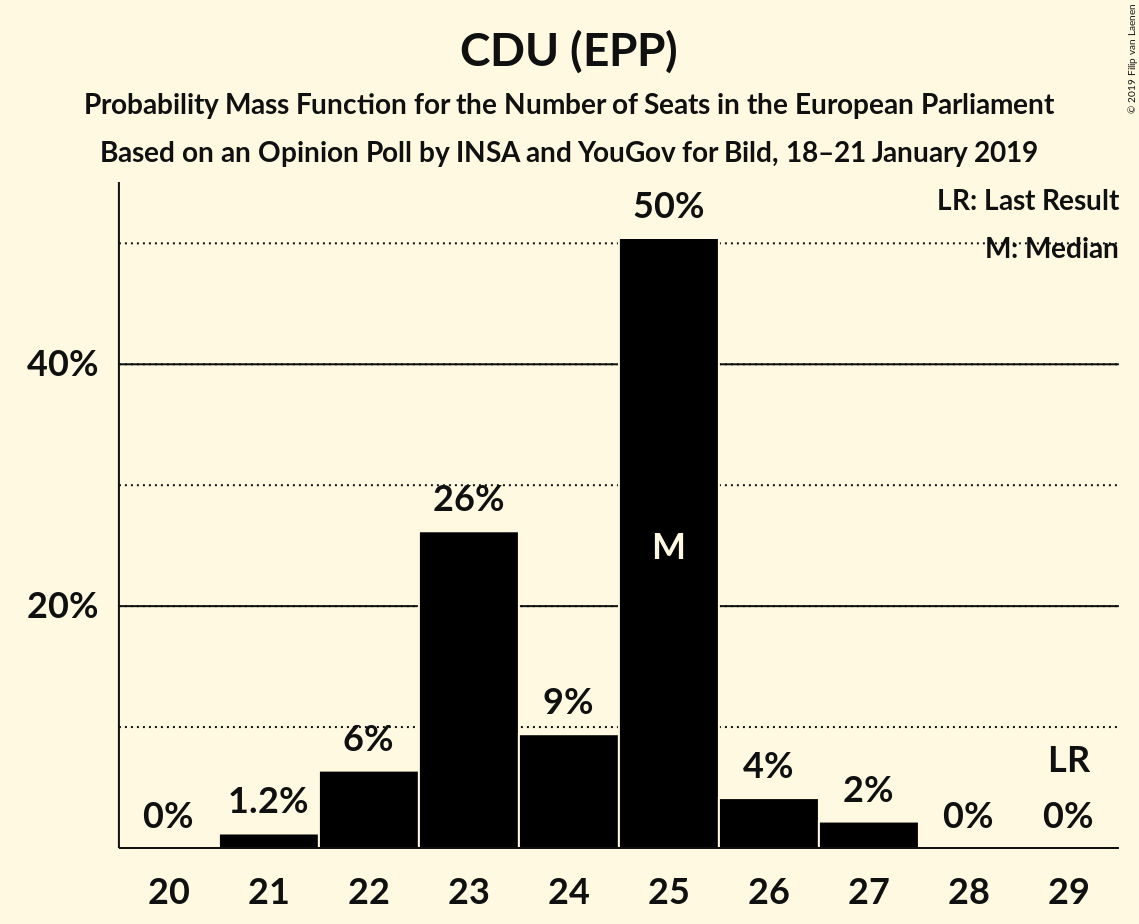 CDU (EPP)
Probability Mass Function for the Number of Seats in the European Parliament
Based on an Opinion Poll by INSA and YouGov for Bild, 18–21 January 2019
© 2019 Filip van Laenen
LR: Last Result
M: Median
50%
40%
26%
M
20%
9%
6%
LR
4%
2%
1.2%
0%
0%
0%
20 21 22 23 24 25 26 27 28 29